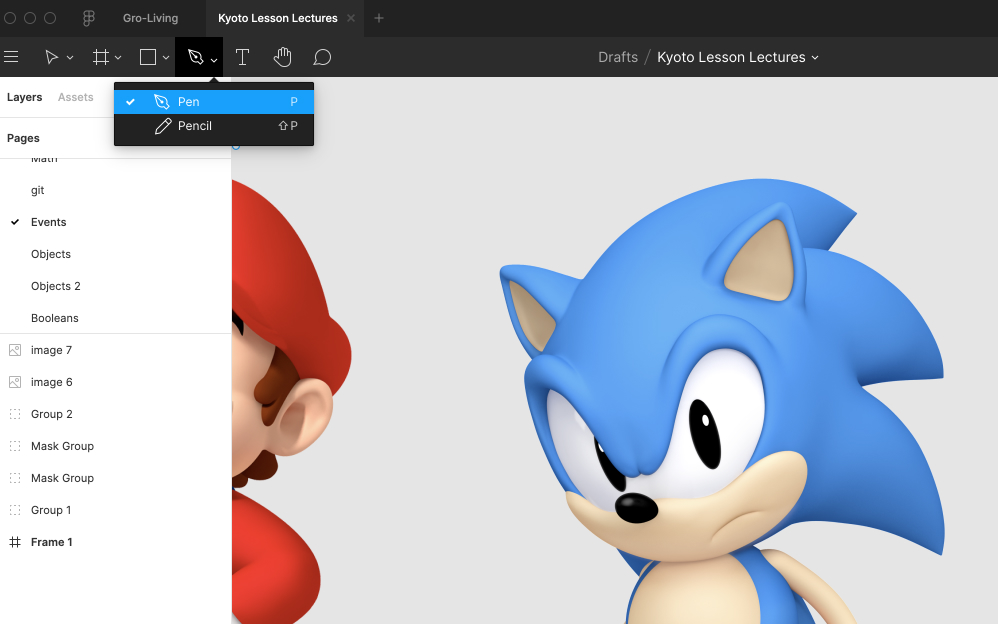 Gro-Living
Kyoto Lesson Lectures
Drafts / Kyoto Lesson Lectures
Layers
Assets
Pen P
Pencil ⇧P
Pages
Math
git
Events
Objects
Objects 2
Booleans
image 7
image 6
Group 2
Mask Group
Mask Group
Group 1
Frame 1